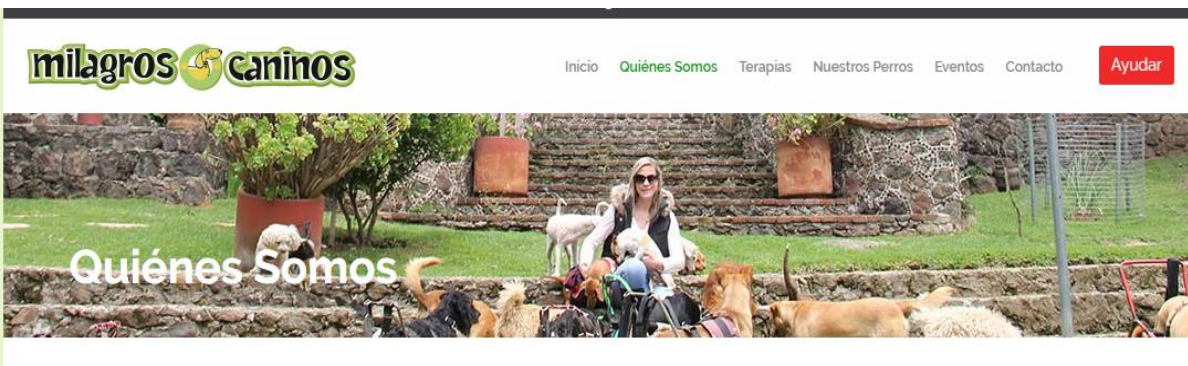 milagros caninos
Inicio Quiénes Somos Terapias Nuestros Perros Eventos Contacto Ayudar
Quiénes Somos